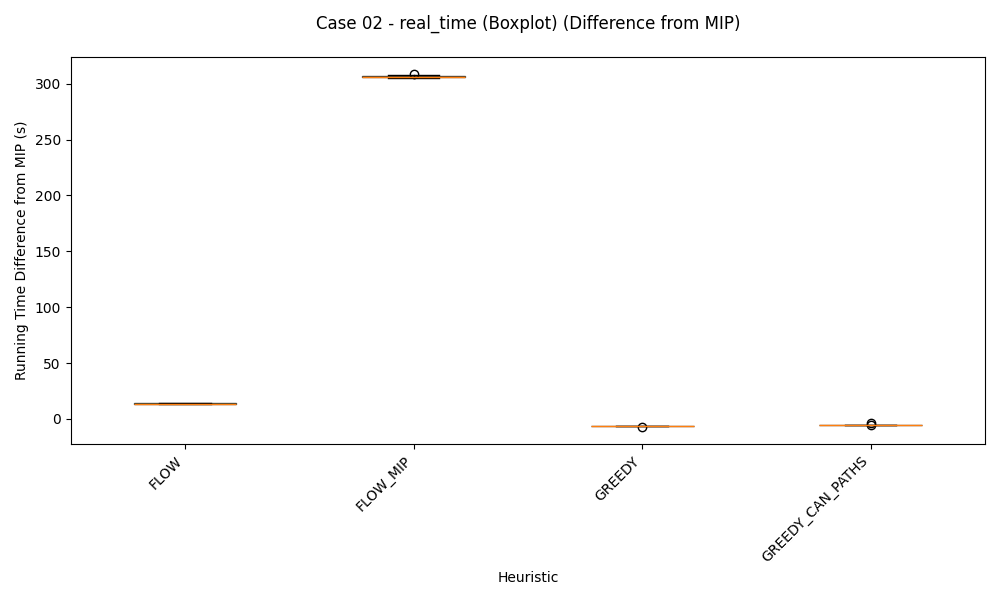 Case 02 - real_time (Boxplot) (Difference from MIP)
Running Time Difference from MIP (s)
300
250
200
150
100
50
0
FLOW
FLOW_MIP
GREEDY
GREEDY_CAN_PATHS
Heuristic